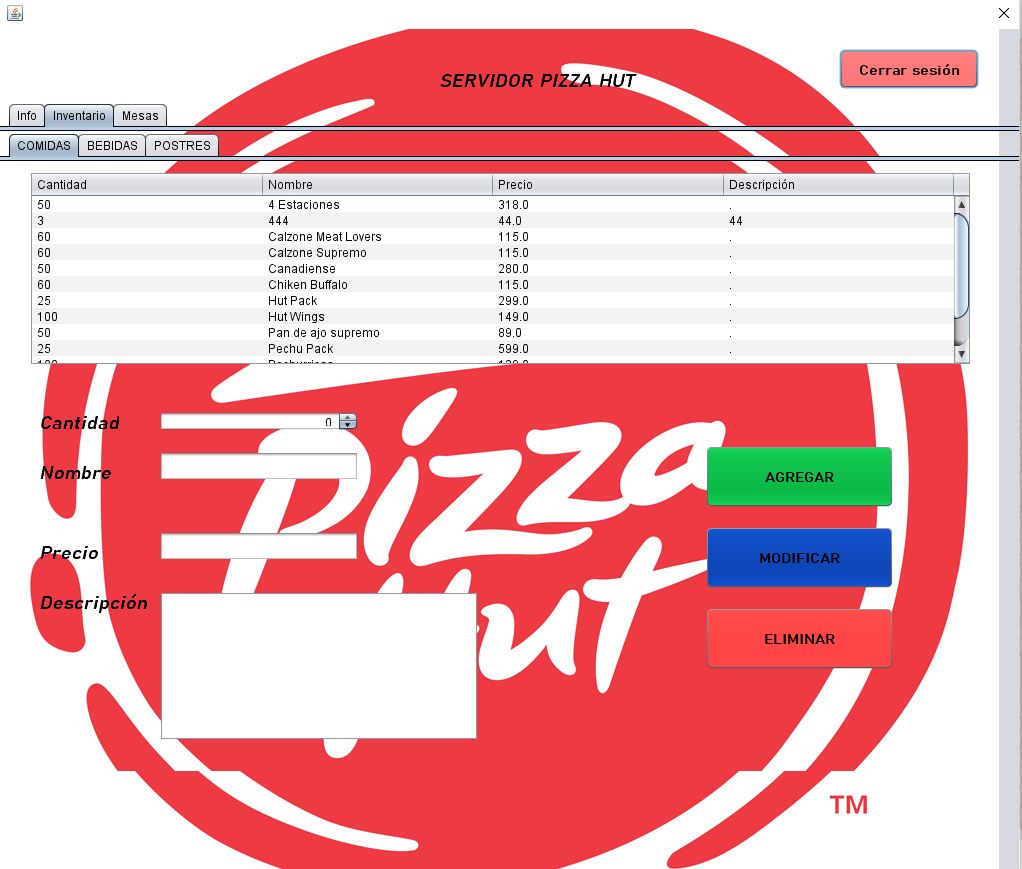 SERVIDOR PIZZA HUT
Cerrar sesión
Info Inventario Mesas
COMIDAS BEBIDAS POSTRES
Cantidad Nombre Precio Descripción
50 4 Estaciones 318.0 .
3 444 44.0 44
60 Calzone Meat Lovers 115.0 .
60 Calzone Supremo 115.0 .
50 Canadiense 280.0 .
60 Chiken Buffalo 115.0 .
25 Hut Pack 299.0 .
100 Hut Wings 149.0 .
50 Pan de ajo supremo 89.0 .
25 Pechu Pack 599.0 .
Cantidad 0
Nombre
Precio
Descripción
AGREGAR
MODIFICAR
ELIMINAR
Pizza
Hut
TM